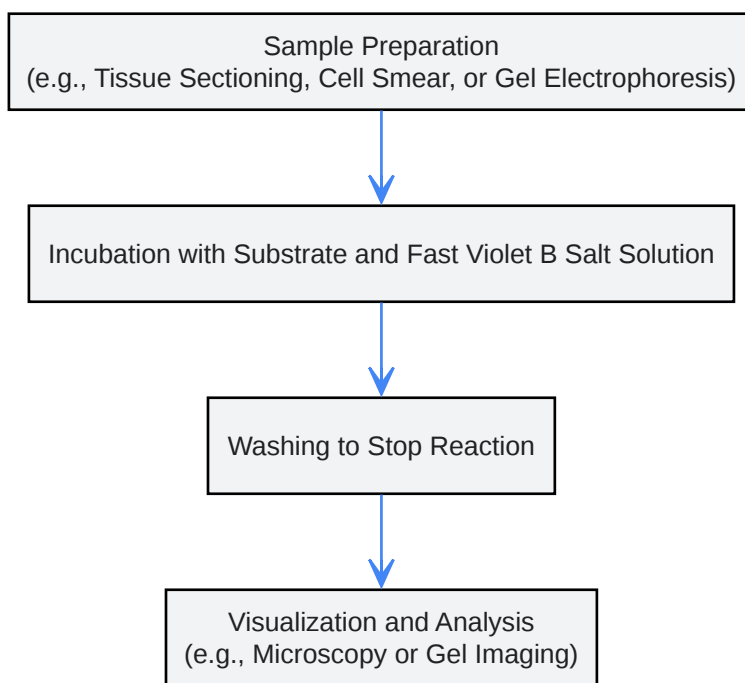 Sample Preparation
(e.g., Tissue Sectioning, Cell Smear, or Gel Electrophoresis)
Incubation with Substrate and Fast Violet B Salt Solution
Washing to Stop Reaction
Visualization and Analysis
(e.g., Microscopy or Gel Imaging)